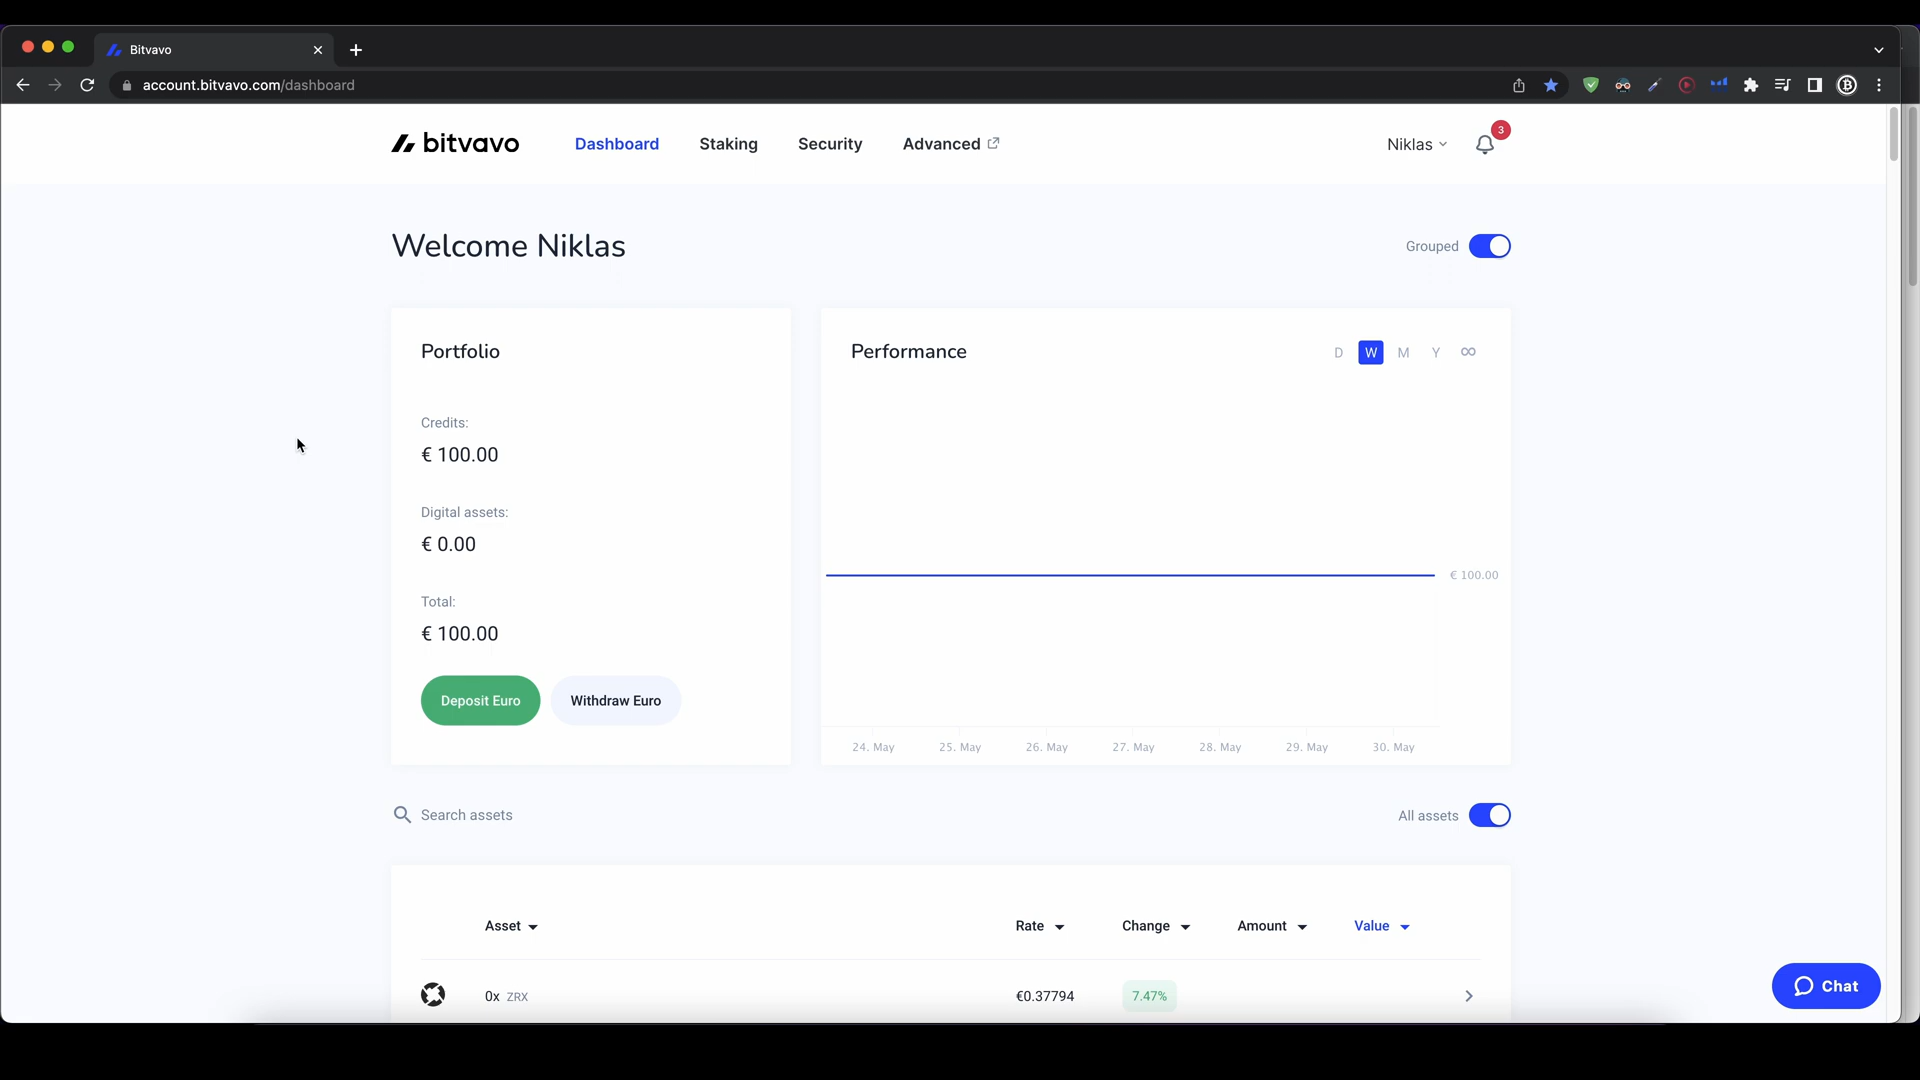 Bitvavo
account.bitvavo.com/dashboard
bitvavo
Dashboard
Staking
Security
Advanced
Niklas
3
Welcome Niklas
Grouped
Portfolio
Credits:
€ 100.00
Digital assets:
€ 0.00
Total:
€ 100.00
Deposit Euro
Withdraw Euro
Performance
D
W
M
Y
∞
€ 100.00
24. May
25. May
26. May
27. May
28. May
29. May
30. May
Search assets
All assets
Asset
Rate
Change
Amount
Value
0x ZRX
€0.37794
7.47%
Chat